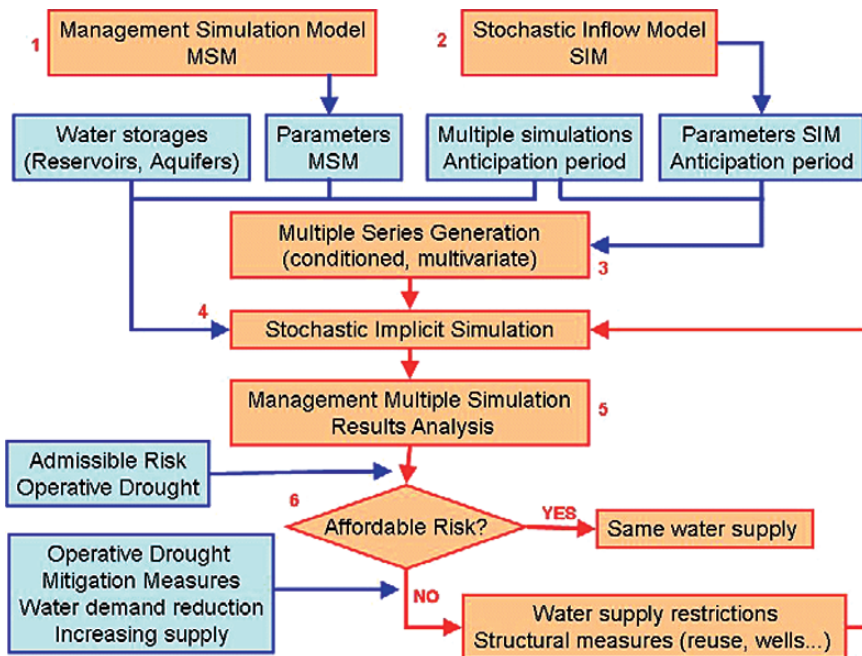 1
Management Simulation Model
MSM
2
Stochastic Inflow Model
SIM
Water storages
(Reservoirs, Aquifers)
Parameters
MSM
Multiple simulations
Anticipation period
Parameters SIM
Anticipation period
Multiple Series Generation
(conditioned, multivariate)
3
4
Stochastic Implicit Simulation
Management Multiple Simulation
Results Analysis
5
Admissible Risk
Operative Drought
6
Affordable Risk?
YES
Same water supply
Operative Drought
Mitigation Measures
Water demand reduction
Increasing supply
NO
Water supply restrictions
Structural measures (reuse, wells...)